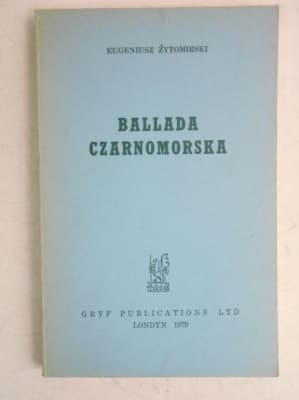 EUGENIUSZ ŻYTOMIRSKI
BALLADA
CZARNOMORSKA
GRYF PUBLICATIONS LTD
LONDYN - 1979